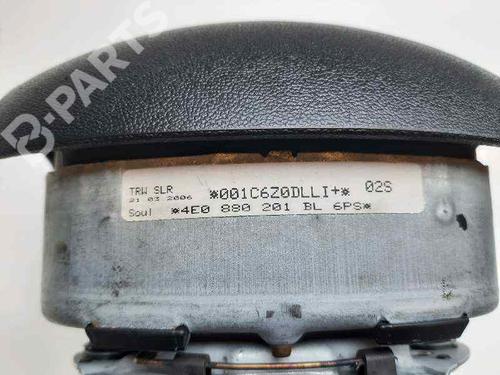 B-PARTS
TRW SLR *001C6Z0DLLI+* 02S
21 03 2006
Soul *4E0 880 201 BL 6PS*